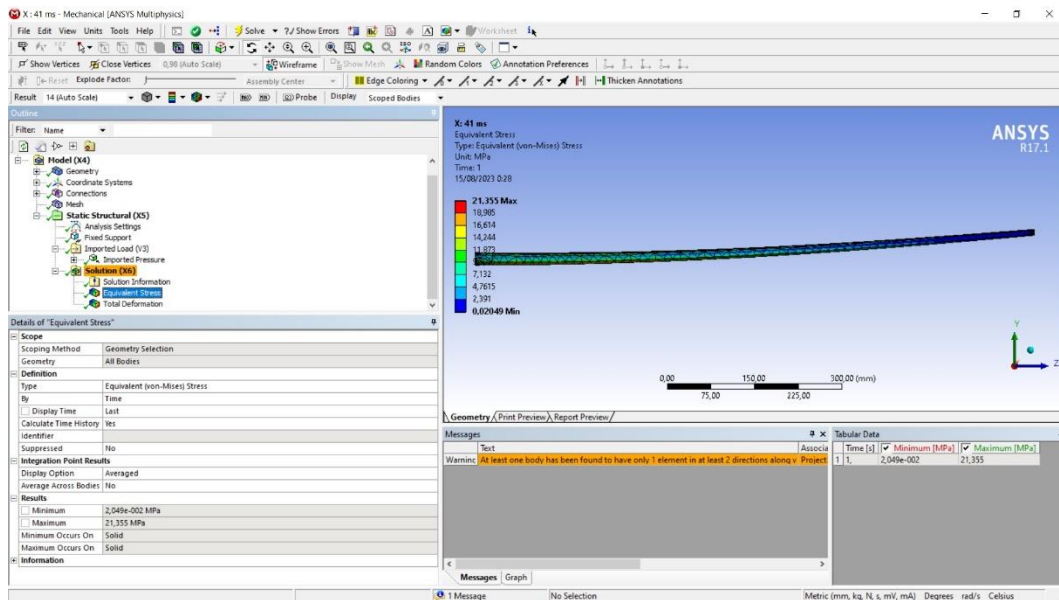 X : 41 ms - Mechanical [ANSYS Multiphysics]
File Edit View Units Tools Help Solve ?/ Show Errors Worksheet
Show Vertices Close Vertices 0,98 (Auto Scale) Wireframe Show Mesh Random Colors Annotation Preferences
Reset Explode Factor: Assembly Center Edge Coloring Thicken Annotations
Result 14 (Auto Scale) Probe Display Scoped Bodies
Outline
Filter: Name
Model (X4)
Geometry
Coordinate Systems
Connections
Mesh
Static Structural (X5)
Analysis Settings
Fixed Support
Imported Load (V3)
Imported Pressure
Solution (X6)
Solution Information
Equivalent Stress
Total Deformation
Details of "Equivalent Stress"
Scope
Scoping Method Geometry Selection
Geometry All Bodies
Definition
Type Equivalent (von-Mises) Stress
By Time
Display Time Last
Calculate Time History Yes
Identifier
Suppressed No
Integration Point Results
Display Option Averaged
Average Across Bodies No
Results
Minimum 2,049e-002 MPa
Maximum 21,355 MPa
Minimum Occurs On Solid
Maximum Occurs On Solid
Information
X: 41 ms
Equivalent Stress
Type: Equivalent (von-Mises) Stress
Unit: MPa
Time: 1
15/08/2023 0:28
21,355 Max
18,985
16,614
14,244
11,873
7,132
4,7615
2,391
0,02049 Min
ANSYS
R17.1
0,00 150,00 300,00 (mm)
75,00 225,00
Y
Z
Geometry Print Preview Report Preview
Messages
Text Associa
Warninc At least one body has been found to have only 1 element in at least 2 directions along v Project
Messages Graph
Tabular Data
Time [s] Minimum [MPa] Maximum [MPa]
1 1, 2,049e-002 21,355
1 Message No Selection Metric (mm, kg, N, s, mV, mA) Degrees rad/s Celsius